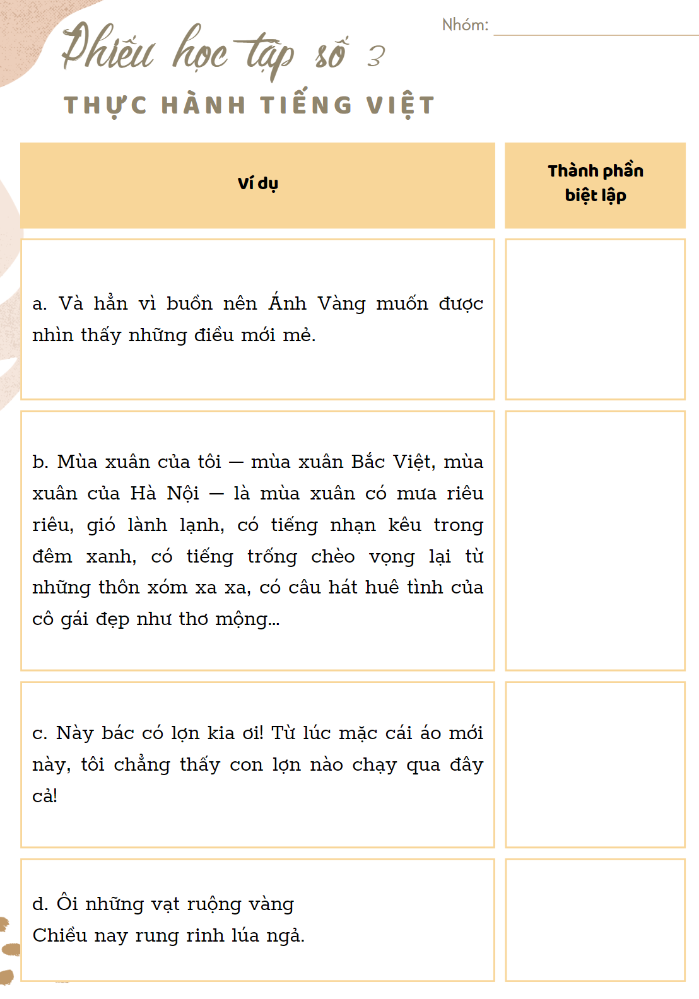 Nhóm:
Phiếu học tập số 3
THỰC HÀNH TIẾNG VIỆT
Ví dụ
Thành phần
biệt lập
a. Và hẳn vì buồn nên Ánh Vàng muốn được
nhìn thấy những điều mới mẻ.
b. Mùa xuân của tôi — mùa xuân Bắc Việt, mùa
xuân của Hà Nội — là mùa xuân có mưa riêu
riêu, gió lành lạnh, có tiếng nhạn kêu trong
đêm xanh, có tiếng trống chèo vọng lại từ
những thôn xóm xa xa, có câu hát huê tình của
cô gái đẹp như thơ mộng...
c. Này bác có lợn kia ơi! Từ lúc mặc cái áo mới
này, tôi chẳng thấy con lợn nào chạy qua đây
cả!
d. Ôi những vạt ruộng vàng
Chiều nay rung rinh lúa ngả.